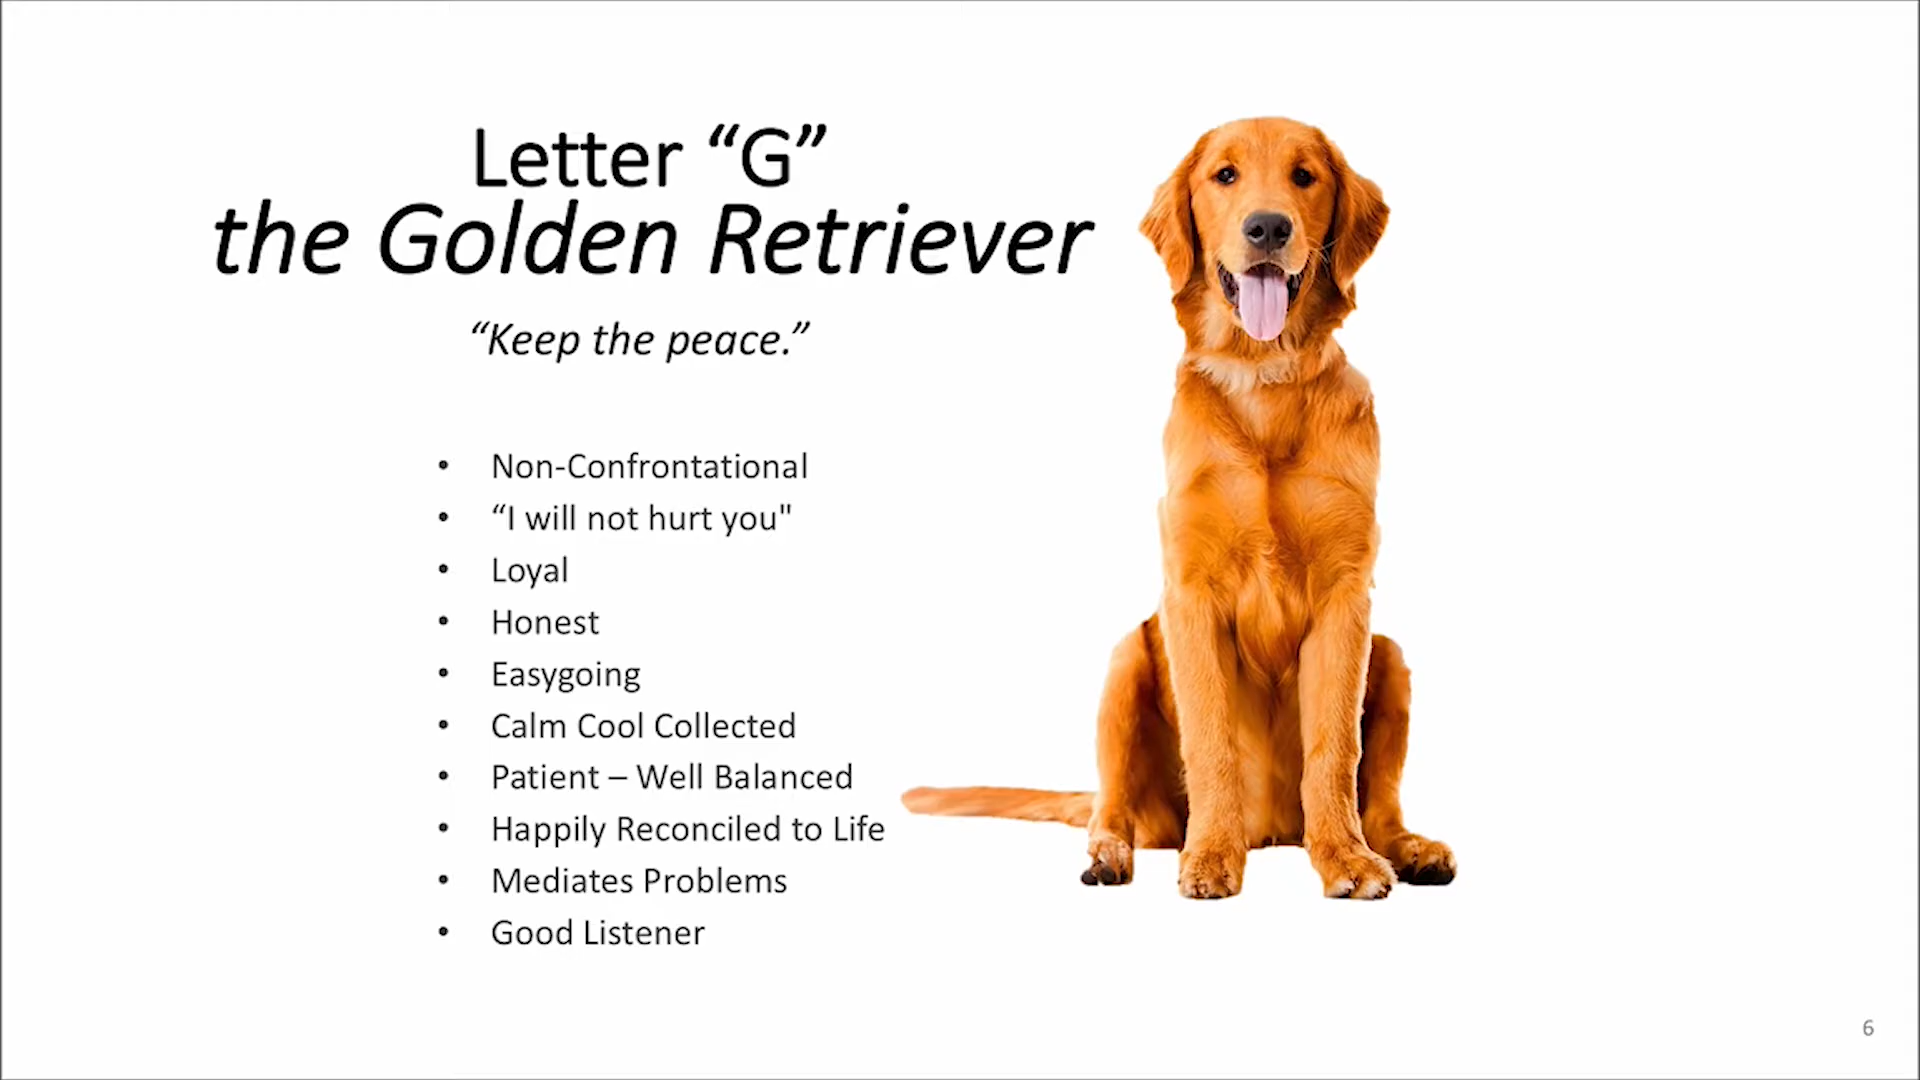 Letter “G”
the Golden Retriever
“Keep the peace.”
• Non-Confrontational
• “I will not hurt you"
• Loyal
• Honest
• Easygoing
• Calm Cool Collected
• Patient – Well Balanced
• Happily Reconciled to Life
• Mediates Problems
• Good Listener
6